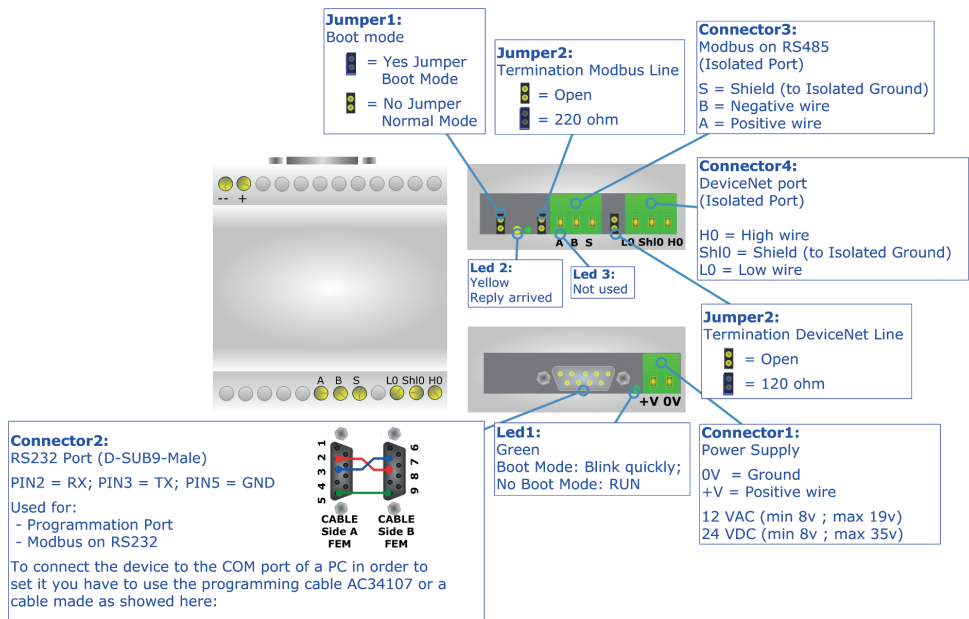 Jumper1:
Boot mode
= Yes Jumper
Boot Mode
= No Jumper
Normal Mode
Jumper2:
Termination Modbus Line
= Open
= 220 ohm
Connector3:
Modbus on RS485
(Isolated Port)
S = Shield (to Isolated Ground)
B = Negative wire
A = Positive wire
Connector4:
DeviceNet port
(Isolated Port)
H0 = High wire
Shl0 = Shield (to Isolated Ground)
L0 = Low wire
-- +
A B S L0 Shl0 H0
A B S L0 Shl0 H0
Led 2:
Yellow
Reply arrived
Led 3:
Not used
Jumper2:
Termination DeviceNet Line
= Open
= 120 ohm
+V 0V
Led1:
Green
Boot Mode: Blink quickly;
No Boot Mode: RUN
Connector1:
Power Supply
0V = Ground
+V = Positive wire
12 VAC (min 8v ; max 19v)
24 VDC (min 8v ; max 35v)
Connector2:
RS232 Port (D-SUB9-Male)
PIN2 = RX; PIN3 = TX; PIN5 = GND
Used for:
- Programmation Port
- Modbus on RS232
1
2
3
4
5
6
7
8
9
CABLE
Side A
FEM
CABLE
Side B
FEM
To connect the device to the COM port of a PC in order to
set it you have to use the programming cable AC34107 or a
cable made as showed here: